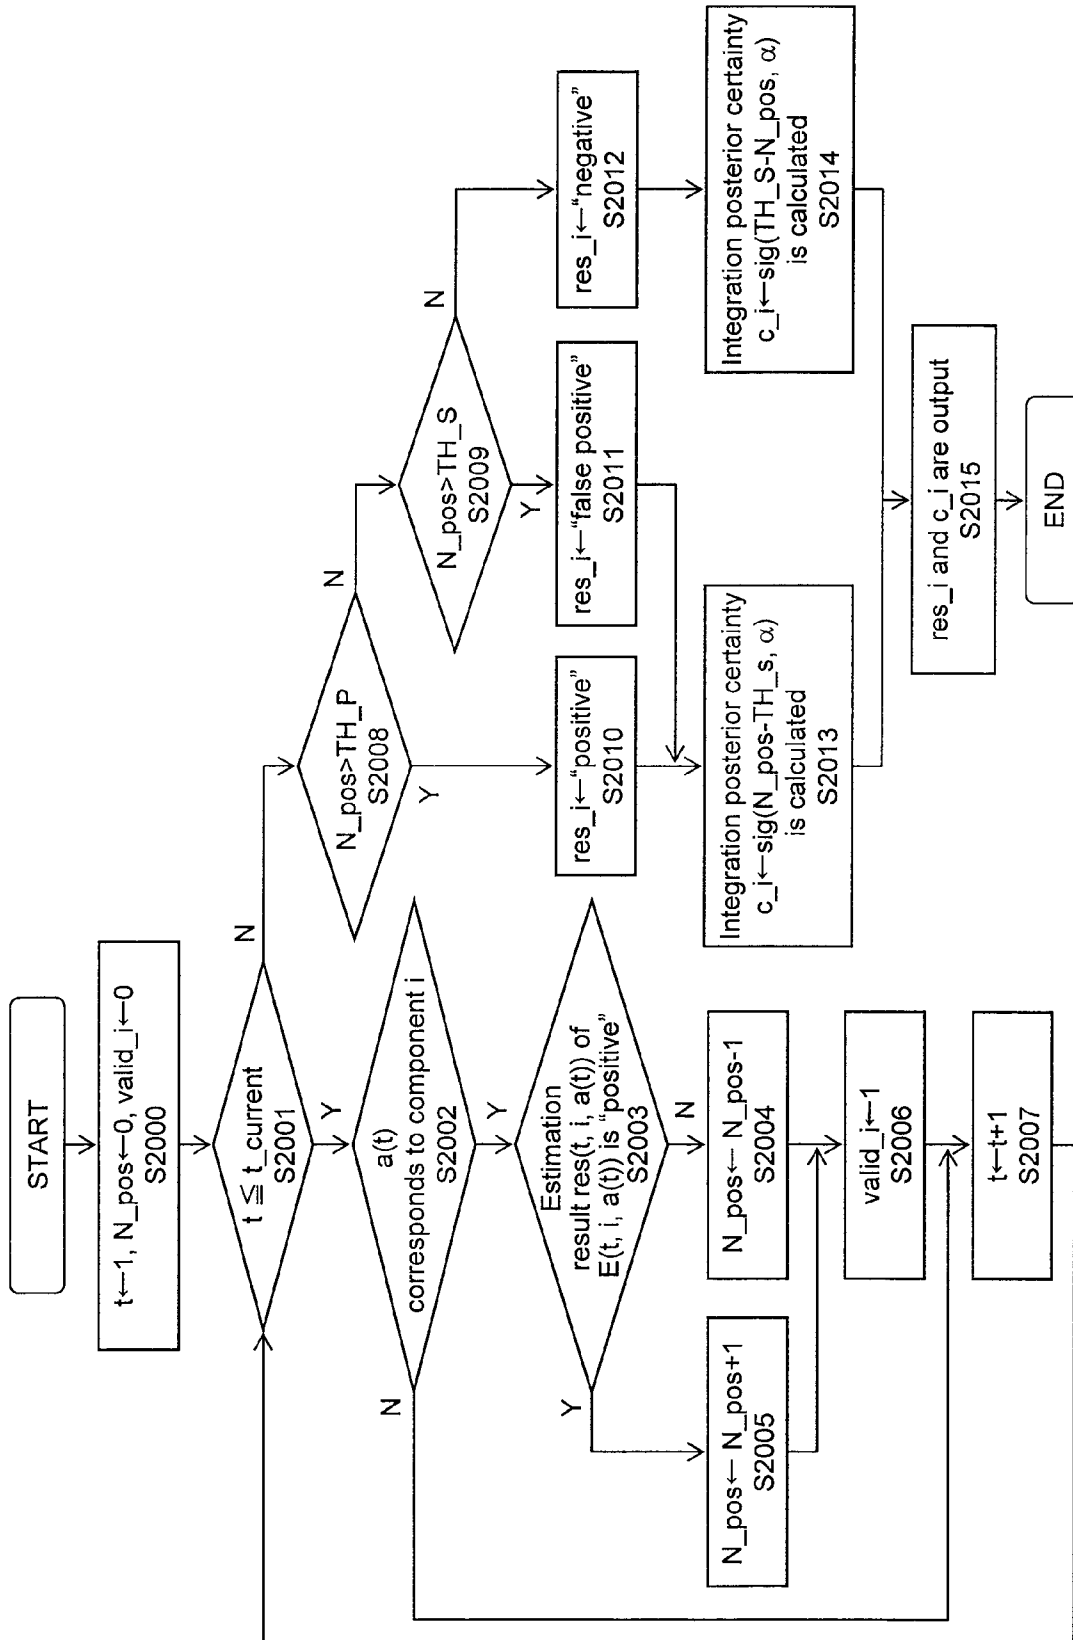 START
t←1, N_pos←0, valid_i←0
S2000
t ≦ t_current
S2001
N
Y
a(t)
corresponds to component i
S2002
N
Y
Estimation
result res(t, i, a(t)) of
E(t, i, a(t)) is “positive”
S2003
Y
N
N_pos← N_pos+1
S2005
N_pos← N_pos-1
S2004
valid_i←1
S2006
t←t+1
S2007
N_pos>TH_P
S2008
N
Y
N_pos>TH_S
S2009
N
Y
res_i←“positive”
S2010
res_i←“false positive”
S2011
res_i←“negative”
S2012
Integration posterior certainty
c_i←sig(N_pos-TH_s, α)
is calculated
S2013
Integration posterior certainty
c_i←sig(TH_S-N_pos, α)
is calculated
S2014
res_i and c_i are output
S2015
END